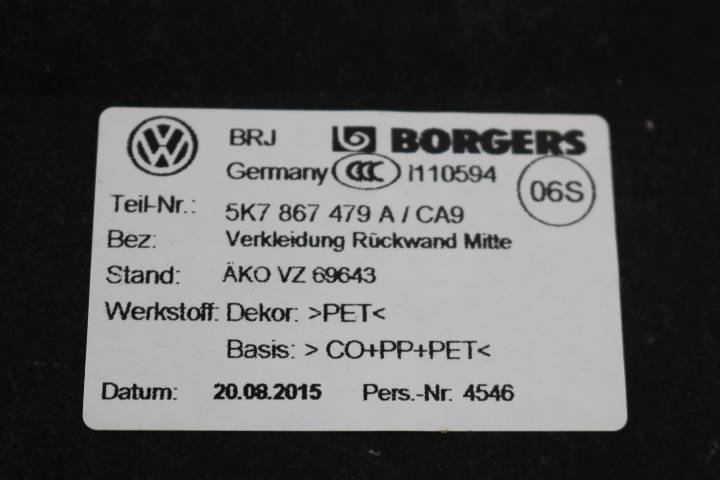 BRJ BORGERS
Germany CCC I110594 06S
Teil-Nr.: 5K7 867 479 A / CA9
Bez: Verkleidung Rückwand Mitte
Stand: ÄKO VZ 69643
Werkstoff: Dekor: >PET<
Basis: > CO+PP+PET<
Datum: 20.08.2015 Pers.-Nr: 4546